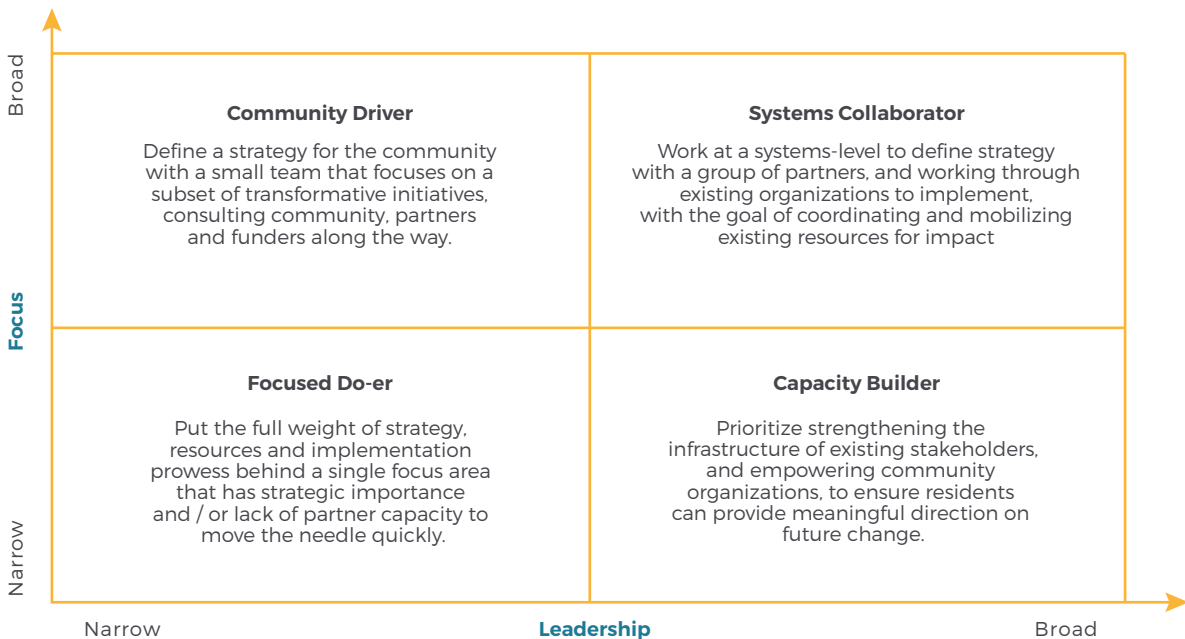 Broad
Community Driver
Define a strategy for the community
with a small team that focuses on a
subset of transformative initiatives,
consulting community, partners
and funders along the way.
Systems Collaborator
Work at a systems-level to define strategy
with a group of partners, and working through
existing organizations to implement,
with the goal of coordinating and mobilizing
existing resources for impact
Focus
Focused Do-er
Put the full weight of strategy,
resources and implementation
prowess behind a single focus area
that has strategic importance
and / or lack of partner capacity to
move the needle quickly.
Capacity Builder
Prioritize strengthening the
infrastructure of existing stakeholders,
and empowering community
organizations, to ensure residents
can provide meaningful direction on
future change.
Narrow
Narrow
Leadership
Broad